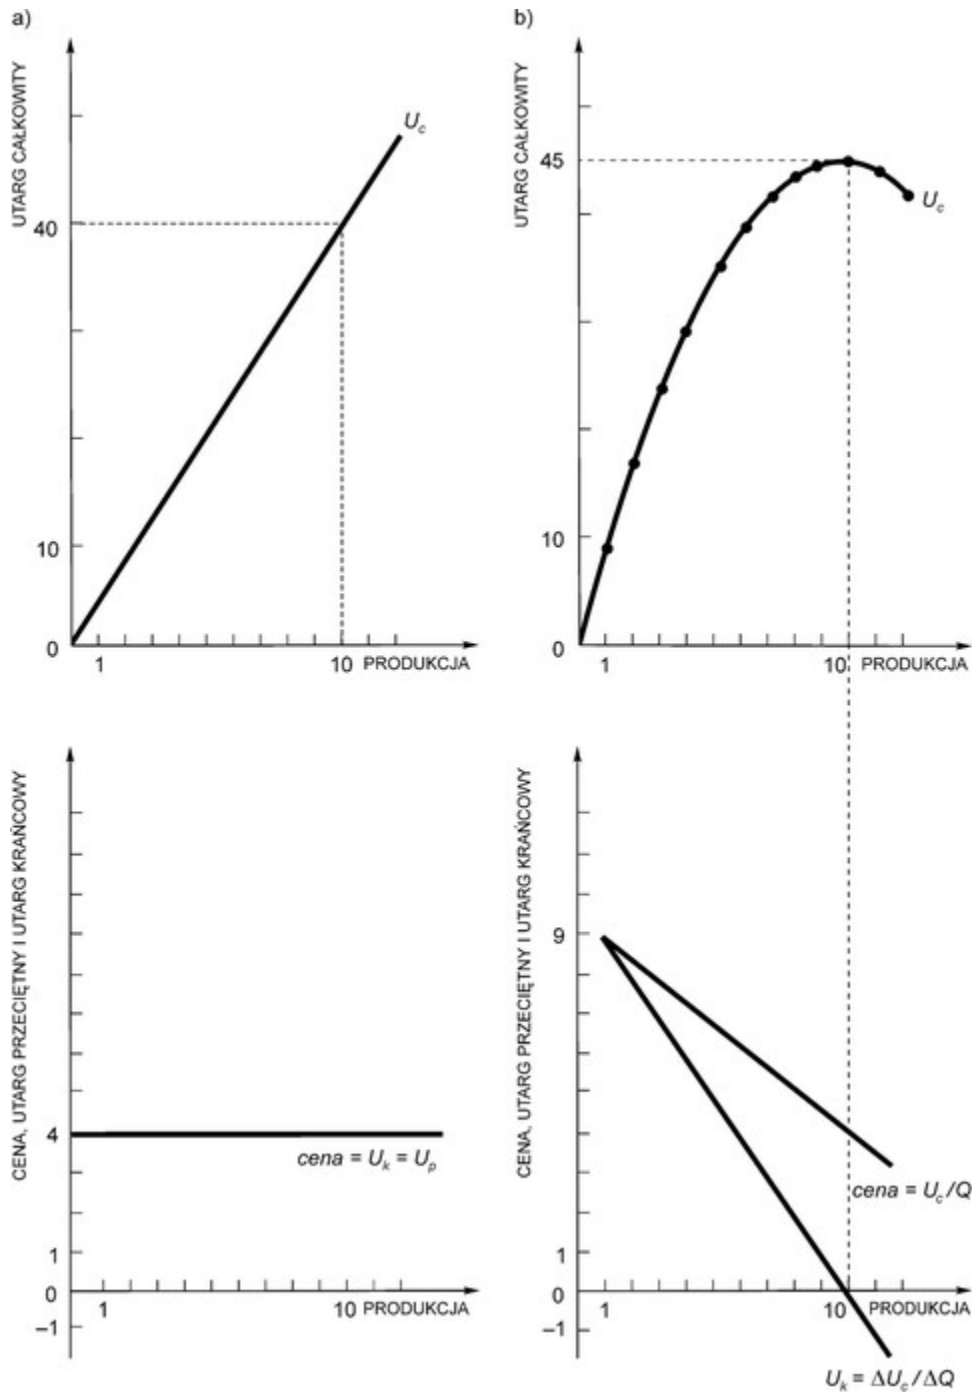 a)
UTARG CAŁKOWITY
U_c
40
10
0
1
10 PRODUKCJA
b)
UTARG CAŁKOWITY
45
U_c
10
0
1
10 PRODUKCJA
CENA, UTARG PRZECIĘTNY I UTARG KRAŃCOWY
4
cena = U_k = U_p
1
0
–1
1
10 PRODUKCJA
CENA, UTARG PRZECIĘTNY I UTARG KRAŃCOWY
9
cena = U_c/Q
1
0
–1
1
10 PRODUKCJA
U_k = ΔU_c/ΔQ